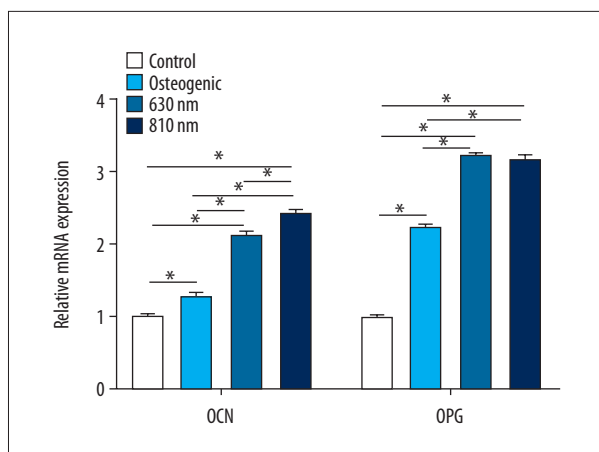 Control
Osteogenic
630 nm
810 nm
Relative mRNA expression
4
3
2
1
0
* * * * * *
* * * * *
OCN
OPG